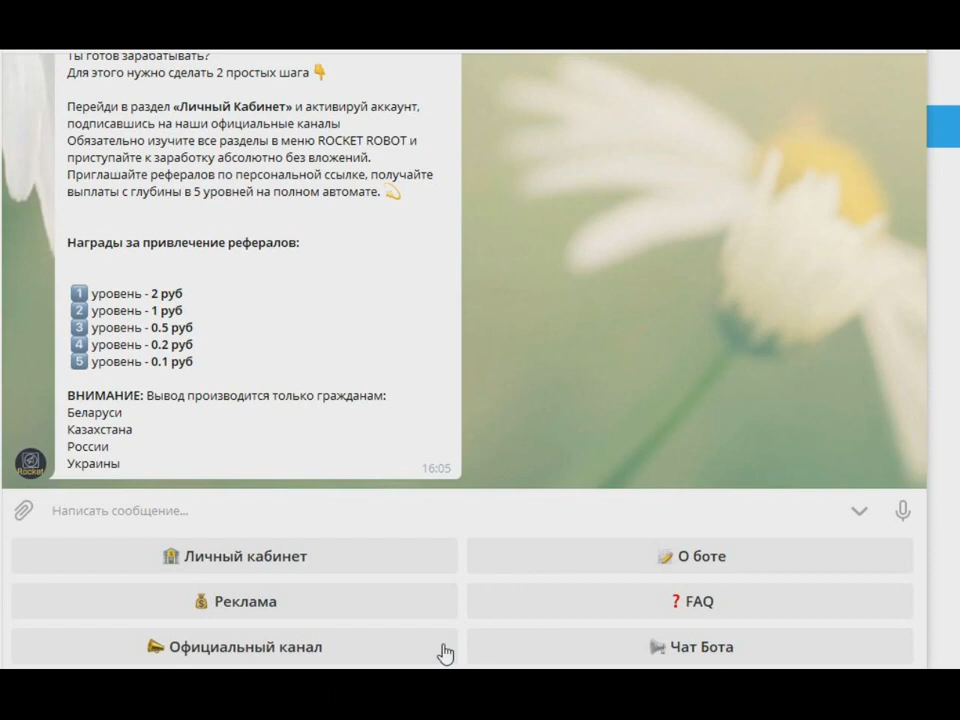 Ты готов зарабатывать?
Для этого нужно сделать 2 простых шага 👇
Перейди в раздел «Личный Кабинет» и активируй аккаунт,
подписавшись на наши официальные каналы
Обязательно изучите все разделы в меню ROCKET ROBOT и
приступайте к заработку абсолютно без вложений.
Приглашайте рефералов по персональной ссылке, получайте
выплаты с глубины в 5 уровней на полном автомате. 💫
Награды за привлечение рефералов:
1️⃣ уровень - 2 руб
2️⃣ уровень - 1 руб
3️⃣ уровень - 0.5 руб
4️⃣ уровень - 0.2 руб
5️⃣ уровень - 0.1 руб
ВНИМАНИЕ: Вывод производится только гражданам:
Беларуси
Казахстана
России
Украины
16:05
Rocket
Написать сообщение...
🏦 Личный кабинет
📝 О боте
💰 Реклама
❓ FAQ
📣 Официальный канал
📢 Чат Бота